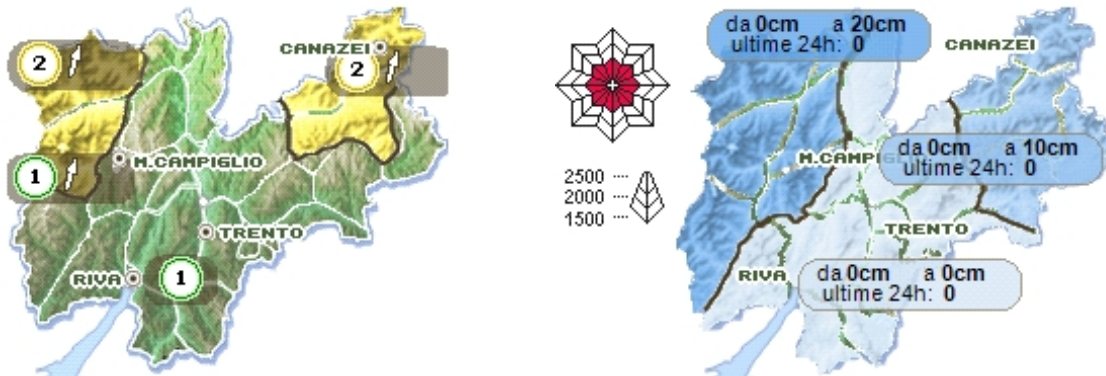 CANAZEI
2
2
M.CAMPIGLIO
1
TRENTO
RIVA
1
2500
2000
1500
da 0cm a 20cm
ultime 24h: 0
CANAZEI
da 0cm a 10cm
ultime 24h: 0
TRENTO
RIVA
da 0cm a 0cm
ultime 24h: 0